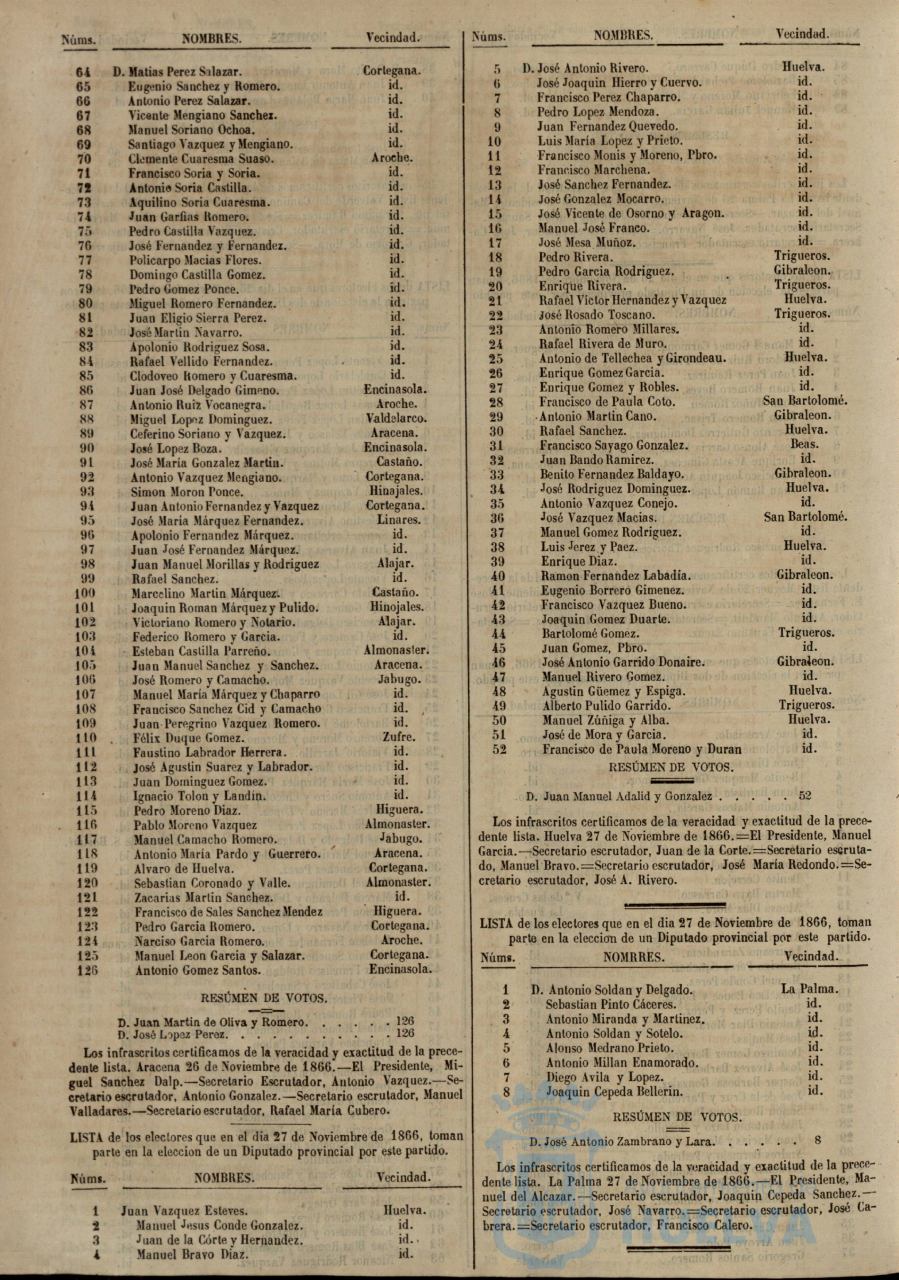 Núms. NOMBRES. Vecindad.
64 D. Matias Perez Salazar. Cortegana.
65 Eugenio Sanchez y Romero. id.
66 Antonio Perez Salazar. id.
67 Vicente Mengiano Sanchez. id.
68 Manuel Soriano Ochoa. id.
69 Santiago Vazquez y Mengiano. id.
70 Clemente Cuaresma Suaso. Aroche.
71 Francisco Soria y Soria. id.
72 Antonio Soria Castilla. id.
73 Aquilino Soria Cuaresma. id.
74 Juan Garfias Romero. id.
75 Pedro Castilla Vazquez. id.
76 José Fernandez y Fernandez. id.
77 Policarpo Macias Flores. id.
78 Domingo Castilla Gomez. id.
79 Pedro Gomez Ponce. id.
80 Miguel Romero Fernandez. id.
81 Juan Eligio Sierra Perez. id.
82 José Martin Navarro. id.
83 Apolonio Rodriguez Sosa. id.
84 Rafael Vellido Fernandez. id.
85 Clodoveo Romero y Cuaresma. id.
86 Juan José Delgado Gimeno. Encinasola.
87 Antonio Ruiz Vocanegra. Aroche.
88 Miguel Lopez Dominguez. Valdelarco.
89 Ceferino Soriano y Vazquez. Aracena.
90 José Lopez Boza. Encinasola.
91 José María Gonzalez Martin. Castaño.
92 Antonio Vazquez Mengiano. Cortegana.
93 Simon Moron Ponce. Hinajales.
94 Juan Antonio Fernandez y Vazquez Cortegana.
95 José Maria Márquez Fernandez. Linares.
96 Apolonio Fernandez Márquez. id.
97 Juan José Fernandez Márquez. id.
98 Juan Manuel Morillas y Rodriguez Alajar.
99 Rafael Sanchez. id.
100 Marcelino Martin Márquez. Castaño.
101 Joaquin Roman Márquez y Pulido. Hinojales.
102 Victoriano Romero y Notario. Alajar.
103 Federico Romero y Garcia. id.
104 Esteban Castilla Parreño. Almonaster.
105 Juan Manuel Sanchez y Sanchez. Aracena.
106 José Romero y Camacho. Jabugo.
107 Manuel María Márquez y Chaparro id.
108 Francisco Sanchez Cid y Camacho id.
109 Juan Peregrino Vazquez Romero. id.
110 Félix Duque Gomez. Zufre.
111 Faustino Labrador Herrera. id.
112 José Agustin Suarez y Labrador. id.
113 Juan Dominguez Gomez. id.
114 Ignacio Tolon y Landin. id.
115 Pedro Moreno Diaz. Higuera.
116 Pablo Moreno Vazquez Almonaster.
117 Manuel Camacho Romero. Jabugo.
118 Antonio María Pardo y Guerrero. Aracena.
119 Alvaro de Huelva. Cortegana.
120 Sebastian Coronado y Valle. Almonaster.
121 Zacarias Martin Sanchez. id.
122 Francisco de Sales Sanchez Mendez Higuera.
123 Pedro Garcia Romero. Cortegana.
124 Narciso Garcia Romero. Aroche.
125 Manuel Leon Garcia y Salazar. Cortegana.
126 Antonio Gomez Santos. Encinasola.
RESÚMEN DE VOTOS.
D. Juan Martin de Oliva y Romero. . . . . . 126
D. José Lopez Perez. . . . . . . . . . . 126
Los infrascritos certificamos de la veracidad y exactitud de la prece-
dente lista. Aracena 26 de Noviembre de 1866.—El Presidente, Mi-
guel Sanchez Dalp.—Secretario Escrutador, Antonio Vazquez.—Se-
cretario escrutador, Antonio Gonzalez.—Secretario escrutador, Manuel
Valladares.—Secretario escrutador, Rafael María Cubero.
LISTA de los electores que en el dia 27 de Noviembre de 1866, toman
parte en la eleccion de un Diputado provincial por este partido.
Núms. NOMBRES. Vecindad.
1 Juan Vazquez Esteves. Huelva.
2 Manuel Jesus Conde Gonzalez. id.
3 Juan de la Córte y Hernandez. id.
4 Manuel Bravo Diaz. id.
Núms. NOMBRES. Vecindad.
5 D. José Antonio Rivero. Huelva.
6 José Joaquin Hierro y Cuervo. id.
7 Francisco Perez Chaparro. id.
8 Pedro Lopez Mendoza. id.
9 Juan Fernandez Quevedo. id.
10 Luis María Lopez y Prieto. id.
11 Francisco Monis y Moreno, Pbro. id.
12 Francisco Marchena. id.
13 José Sanchez Fernandez. id.
14 José Gonzalez Mocarro. id.
15 José Vicente de Osorno y Aragon. id.
16 Manuel José Franco. id.
17 José Mesa Muñoz. id.
18 Pedro Rivera. Trigueros.
19 Pedro Garcia Rodriguez. Gibraleon.
20 Enrique Rivera. Trigueros.
21 Rafael Victor Hernandez y Vazquez Huelva.
22 José Rosado Toscano. Trigueros.
23 Antonio Romero Millares. id.
24 Rafael Rivera de Muro. id.
25 Antonio de Tellechea y Girondeau. Huelva.
26 Enrique Gomez Garcia. id.
27 Enrique Gomez y Robles. id.
28 Francisco de Paula Coto. San Bartolomé.
29 Antonio Martin Cano. Gibraleon.
30 Rafael Sanchez. Huelva.
31 Francisco Sayago Gonzalez. Beas.
32 Juan Bando Ramirez. id.
33 Benito Fernandez Baldayo. Gibraleon.
34 José Rodriguez Dominguez. Huelva.
35 Antonio Vazquez Conejo. id.
36 José Vazquez Macias. San Bartolomé.
37 Manuel Gomez Rodriguez. id.
38 Luis Jerez y Paez. Huelva.
39 Enrique Diaz. id.
40 Ramon Fernandez Labadía. Gibraleon.
41 Eugenio Borrero Gimenez. id.
42 Francisco Vazquez Bueno. id.
43 Joaquin Gomez Duarte. id.
44 Bartolomé Gomez. Trigueros.
45 Juan Gomez, Pbro. id.
46 José Antonio Garrido Donaire. Gibraleon.
47 Manuel Rivero Gomez. id.
48 Agustin Güemez y Espiga. Huelva.
49 Alberto Pulido Garrido. Trigueros.
50 Manuel Zúñiga y Alba. Huelva.
51 José de Mora y Garcia. id.
52 Francisco de Paula Moreno y Duran id.
RESÚMEN DE VOTOS.
D. Juan Manuel Adalid y Gonzalez . . . . . 52
Los infrascritos certificamos de la veracidad y exactitud de la prece-
dente lista. Huelva 27 de Noviembre de 1866.=El Presidente, Manuel
Garcia.—Secretario escrutador, Juan de la Corte.=Secretario escruta-
do, Manuel Bravo.=Secretario escrutador, José María Redondo.=Se-
cretario escrutador, José A. Rivero.
LISTA de los electores que en el dia 27 de Noviembre de 1866, toman
parte en la eleccion de un Diputado provincial por este partido.
Núms. NOMRRES. Vecindad.
1 D. Antonio Soldan y Delgado. La Palma.
2 Sebastian Pinto Cáceres. id.
3 Antonio Miranda y Martinez. id.
4 Antonio Soldan y Sotelo. id.
5 Alonso Medrano Prieto. id.
6 Antonio Millan Enamorado. id.
7 Diego Avila y Lopez. id.
8 Joaquin Cepeda Bellerin. id.
RESÚMEN DE VOTOS.
D. José Antonio Zambrano y Lara. . . . . . 8
Los infrascritos certificamos de la veracidad y exactitud de la prece-
dente lista. La Palma 27 de Noviembre de 1866.—El Presidente, Ma-
nuel del Alcazar.—Secretario escrutador, Joaquin Cepeda Sanchez.—
Secretario escrutador, José Navarro.=Secretario escrutador, José Ca-
brera.=Secretario escrutador, Francisco Calero.
HUELVA